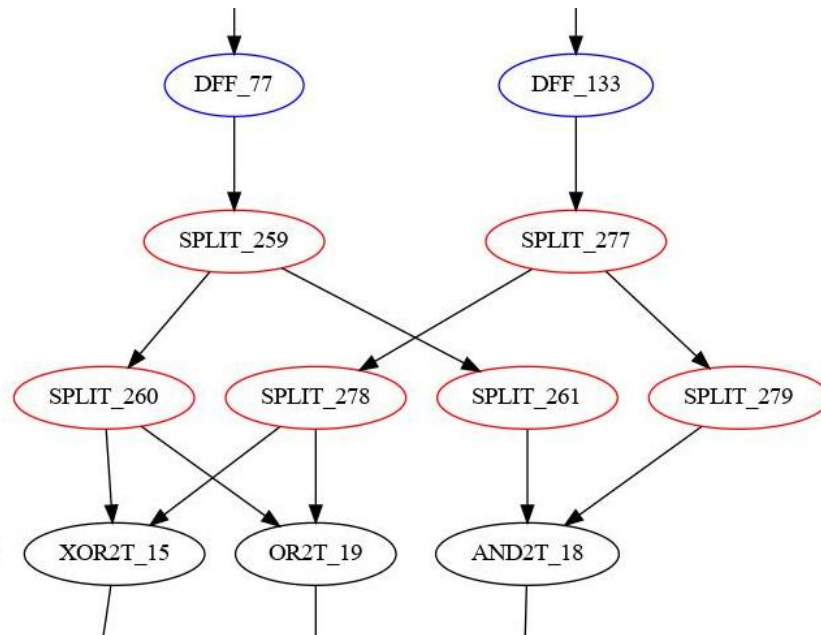 DFF_77
DFF_133
SPLIT_259
SPLIT_277
SPLIT_260
SPLIT_278
SPLIT_261
SPLIT_279
XOR2T_15
OR2T_19
AND2T_18